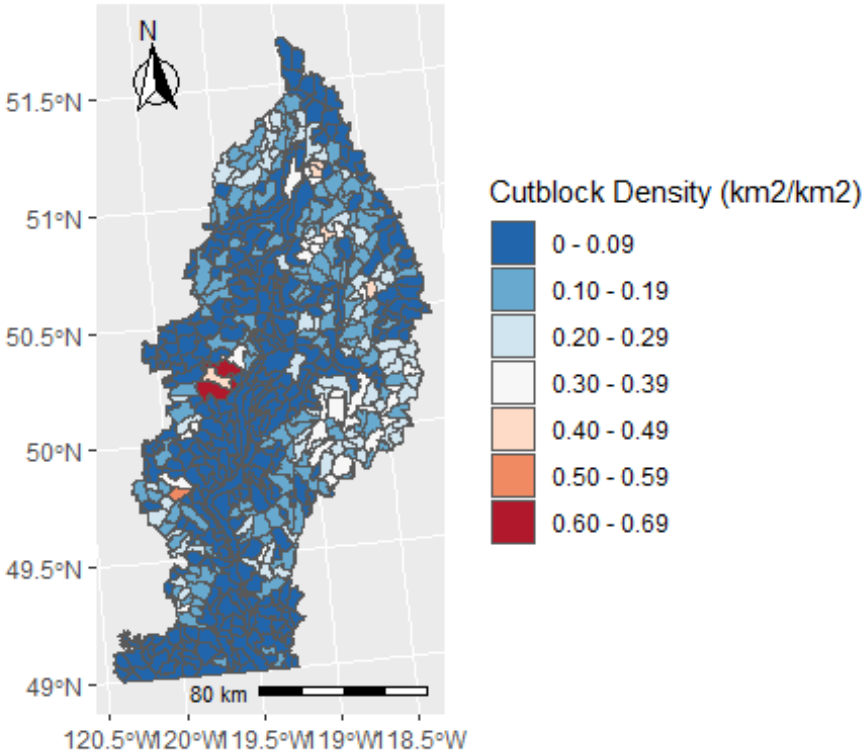 N
51.5°N
51°N
50.5°N
50°N
49.5°N
49°N
80 km
120.5°W 120°W 119.5°W 119°W 118.5°W
Cutblock Density (km2/km2)
0 - 0.09
0.10 - 0.19
0.20 - 0.29
0.30 - 0.39
0.40 - 0.49
0.50 - 0.59
0.60 - 0.69